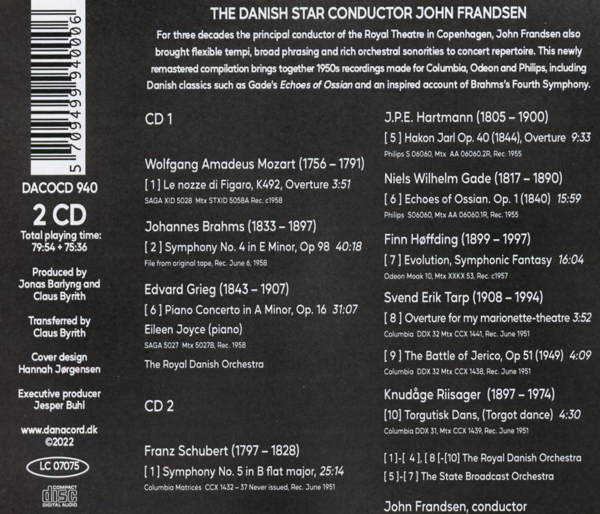 THE DANISH STAR CONDUCTOR JOHN FRANDSEN
For three decades the principal conductor of the Royal Theatre in Copenhagen, John Frandsen also
brought flexible tempi, broad phrasing and rich orchestral sonorities to concert repertoire. This newly
remastered compilation brings together 1950s recordings made for Columbia, Odeon and Philips, including
Danish classics such as Gade's Echoes of Ossian and an inspired account of Brahms's Fourth Symphony.
5 709499 940006
DACOCD 940
2 CD
Total playing time:
79:54 + 75:36
Produced by
Jonas Barlyng and
Claus Byrith
Transferred by
Claus Byrith
Cover design
Hannah Jørgensen
Executive producer
Jesper Buhl
www.danacord.dk
©2022
LC 07075
COMPACT
disc
DIGITAL AUDIO
CD 1
Wolfgang Amadeus Mozart (1756 – 1791)
[ 1 ] Le nozze di Figaro, K492, Overture 3:51
SAGA XID 5028 Mtx STXID 5058A Rec. c1958
Johannes Brahms (1833 – 1897)
[ 2 ] Symphony No. 4 in E Minor, Op 98 40:18
File from original tape, Rec. June 6, 1958
Edvard Grieg (1843 – 1907)
[ 6 ] Piano Concerto in A Minor, Op. 16 31:07
Eileen Joyce (piano)
SAGA 5027 Mtx 5027B, Rec. 1958
The Royal Danish Orchestra
CD 2
Franz Schubert (1797 – 1828)
[ 1 ] Symphony No. 5 in B flat major, 25:14
Columbia Matrices CCX 1432 – 37 Never issued, Rec. June 1951
J.P.E. Hartmann (1805 – 1900)
[ 5 ] Hakon Jarl Op. 40 (1844), Overture 9:33
Philips S 06060, Mtx AA 06060.2R, Rec. 1955
Niels Wilhelm Gade (1817 – 1890)
[ 6 ] Echoes of Ossian. Op. 1 (1840) 15:59
Philips S06060, Mtx AA 06060.1R, Rec. 1955
Finn Høffding (1899 – 1997)
[ 7 ] Evolution, Symphonic Fantasy 16:04
Odeon Moak 10, Mtx XXKX 53, Rec. c1957
Svend Erik Tarp (1908 – 1994)
[ 8 ] Overture for my marionette-theatre 3:52
Columbia DDX 32 Mtx CCX 1441, Rec. June 1951
[ 9 ] The Battle of Jerico, Op 51 (1949) 4:09
Columbia DDX 32 Mtx CCX 1438, Rec. June 1951
Knudåge Riisager (1897 – 1974)
[10] Torgutisk Dans, (Torgot dance) 4:30
Columbia DDX 31, Mtx CCX 1439, Rec. June 1951
[ 1 ]-[ 4 ], [ 8 [-[10] The Royal Danish Orchestra
[ 5 ]-[ 7 ] The State Broadcast Orchestra
John Frandsen, conductor